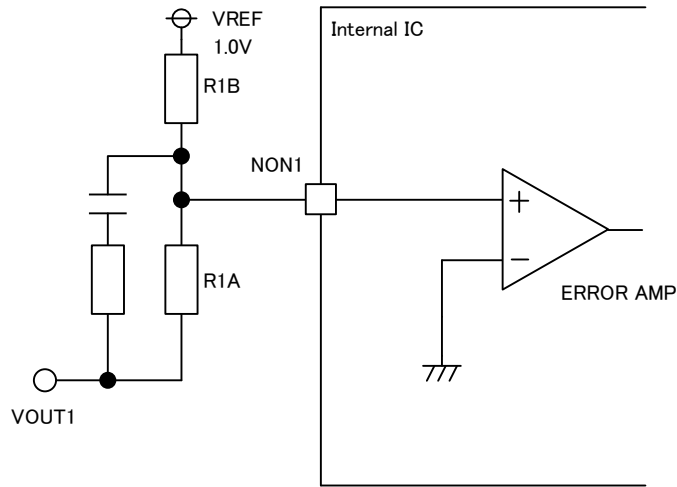 VREF
1.0V
Internal IC
R1B
NON1
+
−
R1A
ERROR AMP
VOUT1